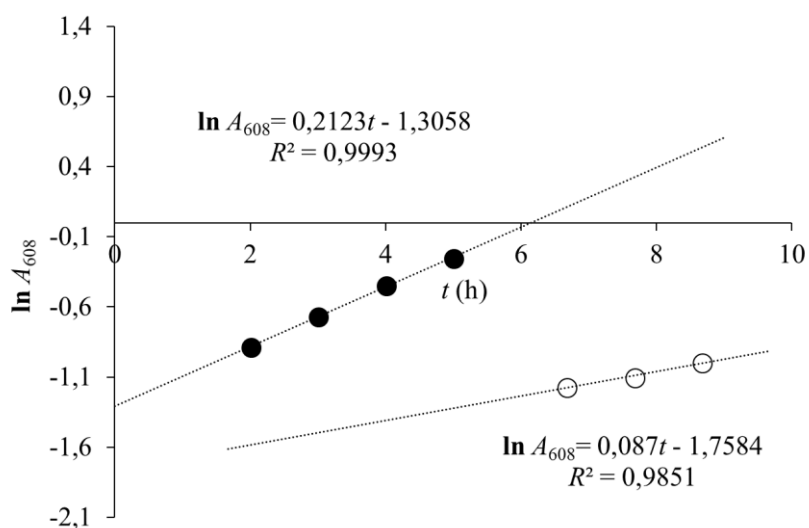 1,4
0,9
ln A₆₀₈= 0,2123t - 1,3058
R² = 0,9993
0,4
-0,1
0 2 4 6 8 10
t (h)
ln A₆₀₈
-0,6
-1,1
-1,6
ln A₆₀₈= 0,087t - 1,7584
R² = 0,9851
-2,1